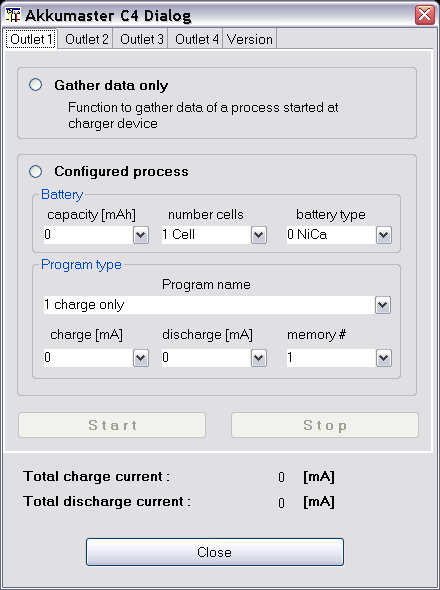 Akkumaster C4 Dialog
Outlet 1 Outlet 2 Outlet 3 Outlet 4 Version
Gather data only
Function to gather data of a process started at
charger device
Configured process
Battery
capacity [mAh] number cells battery type
0 1 Cell 0 NiCa
Program type
Program name
1 charge only
charge [mA] discharge [mA] memory #
0 0 1
Start Stop
Total charge current : 0 [mA]
Total discharge current : 0 [mA]
Close